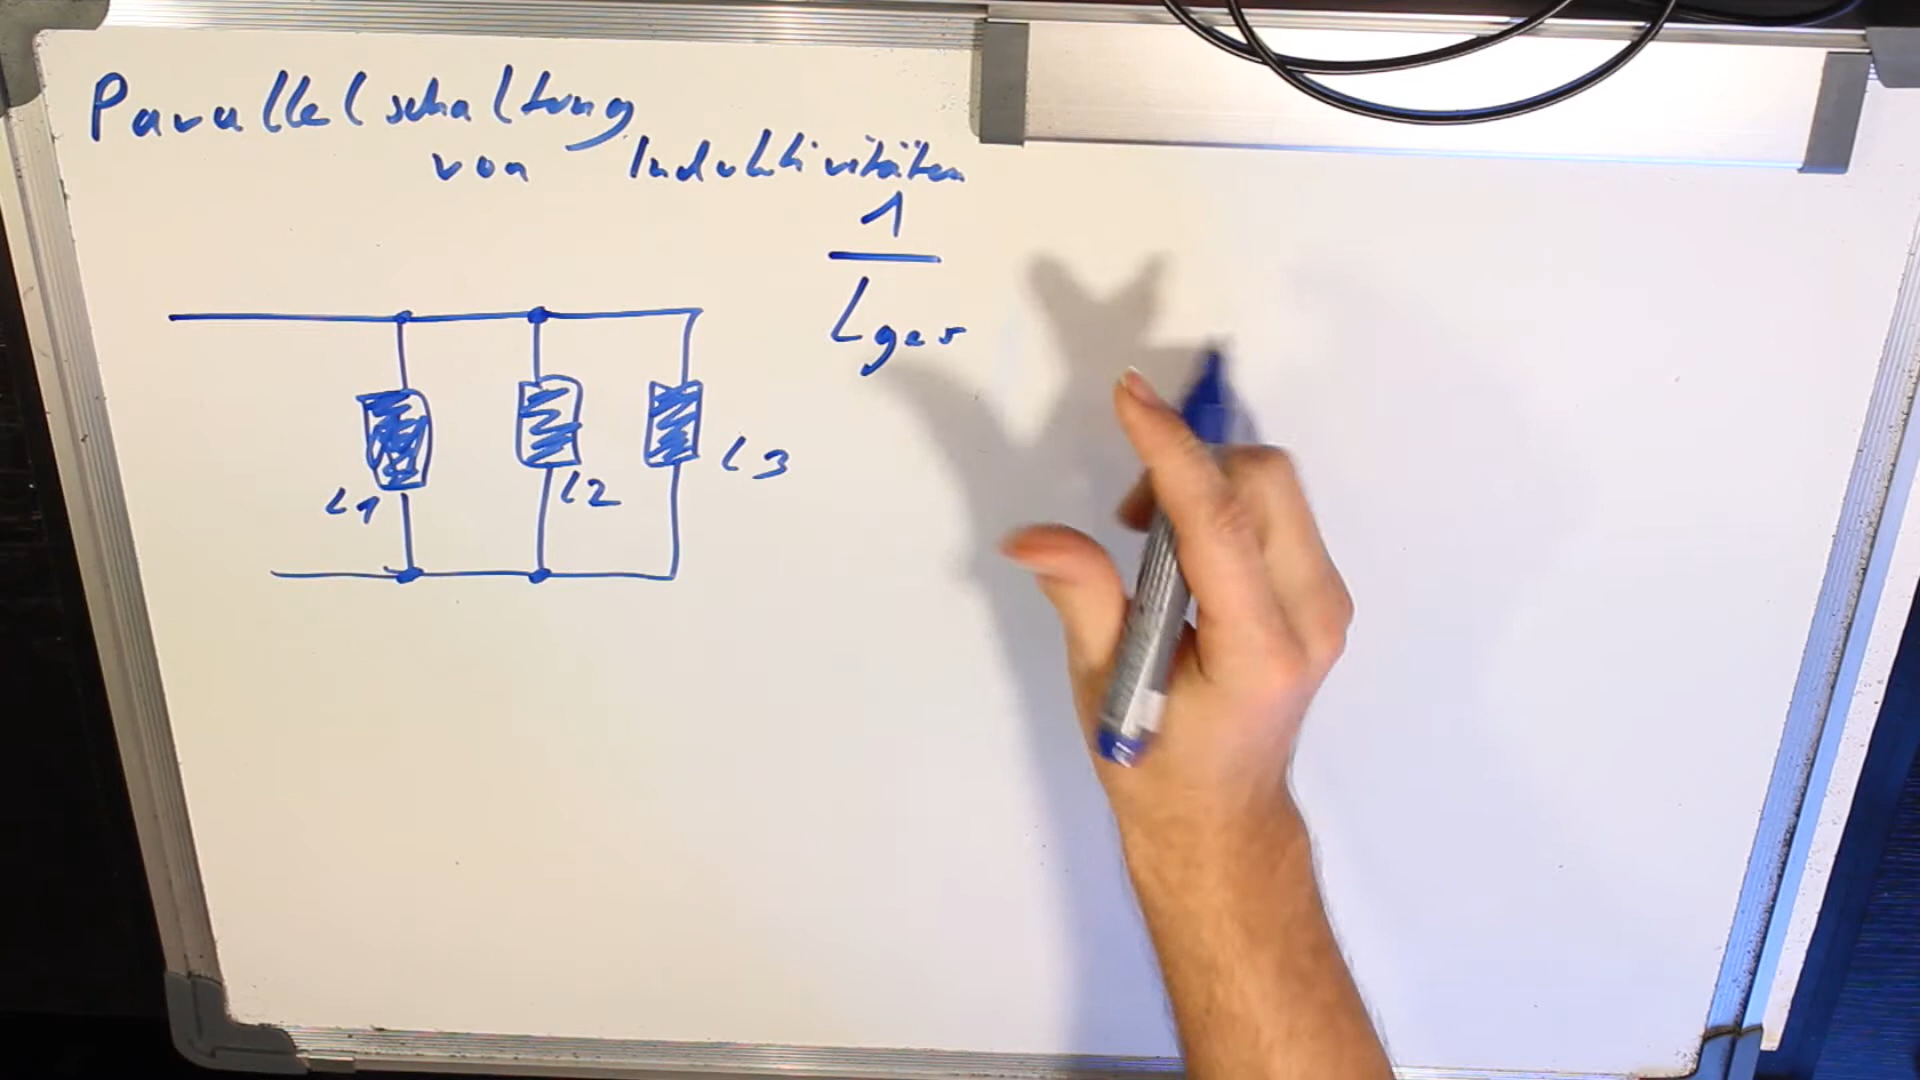 Parallelschaltung
von Induktivitäten
1
Lges
L1
L2
L3